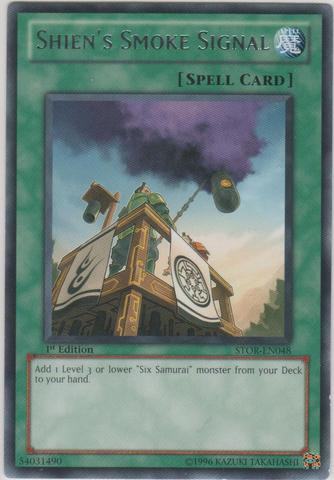 SHIEN'S SMOKE SIGNAL
魔
[SPELL CARD]
1st Edition
STOR-EN048
Add 1 Level 3 or lower "Six Samurai" monster from your Deck
to your hand.
54031490
©1996 KAZUKI TAKAHASHI